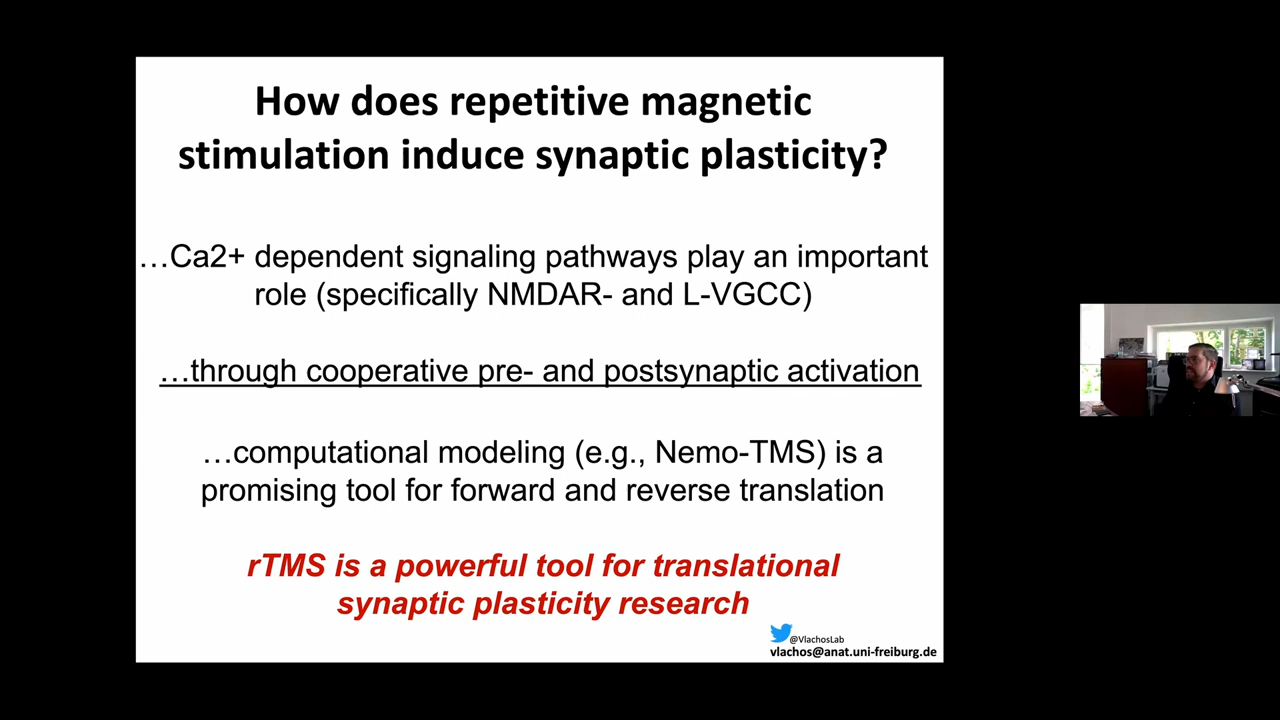 How does repetitive magnetic
stimulation induce synaptic plasticity?
…Ca2+ dependent signaling pathways play an important
role (specifically NMDAR- and L-VGCC)
…through cooperative pre- and postsynaptic activation
…computational modeling (e.g., Nemo-TMS) is a
promising tool for forward and reverse translation
rTMS is a powerful tool for translational
synaptic plasticity research
@VlachosLab
vlachos@anat.uni-freiburg.de